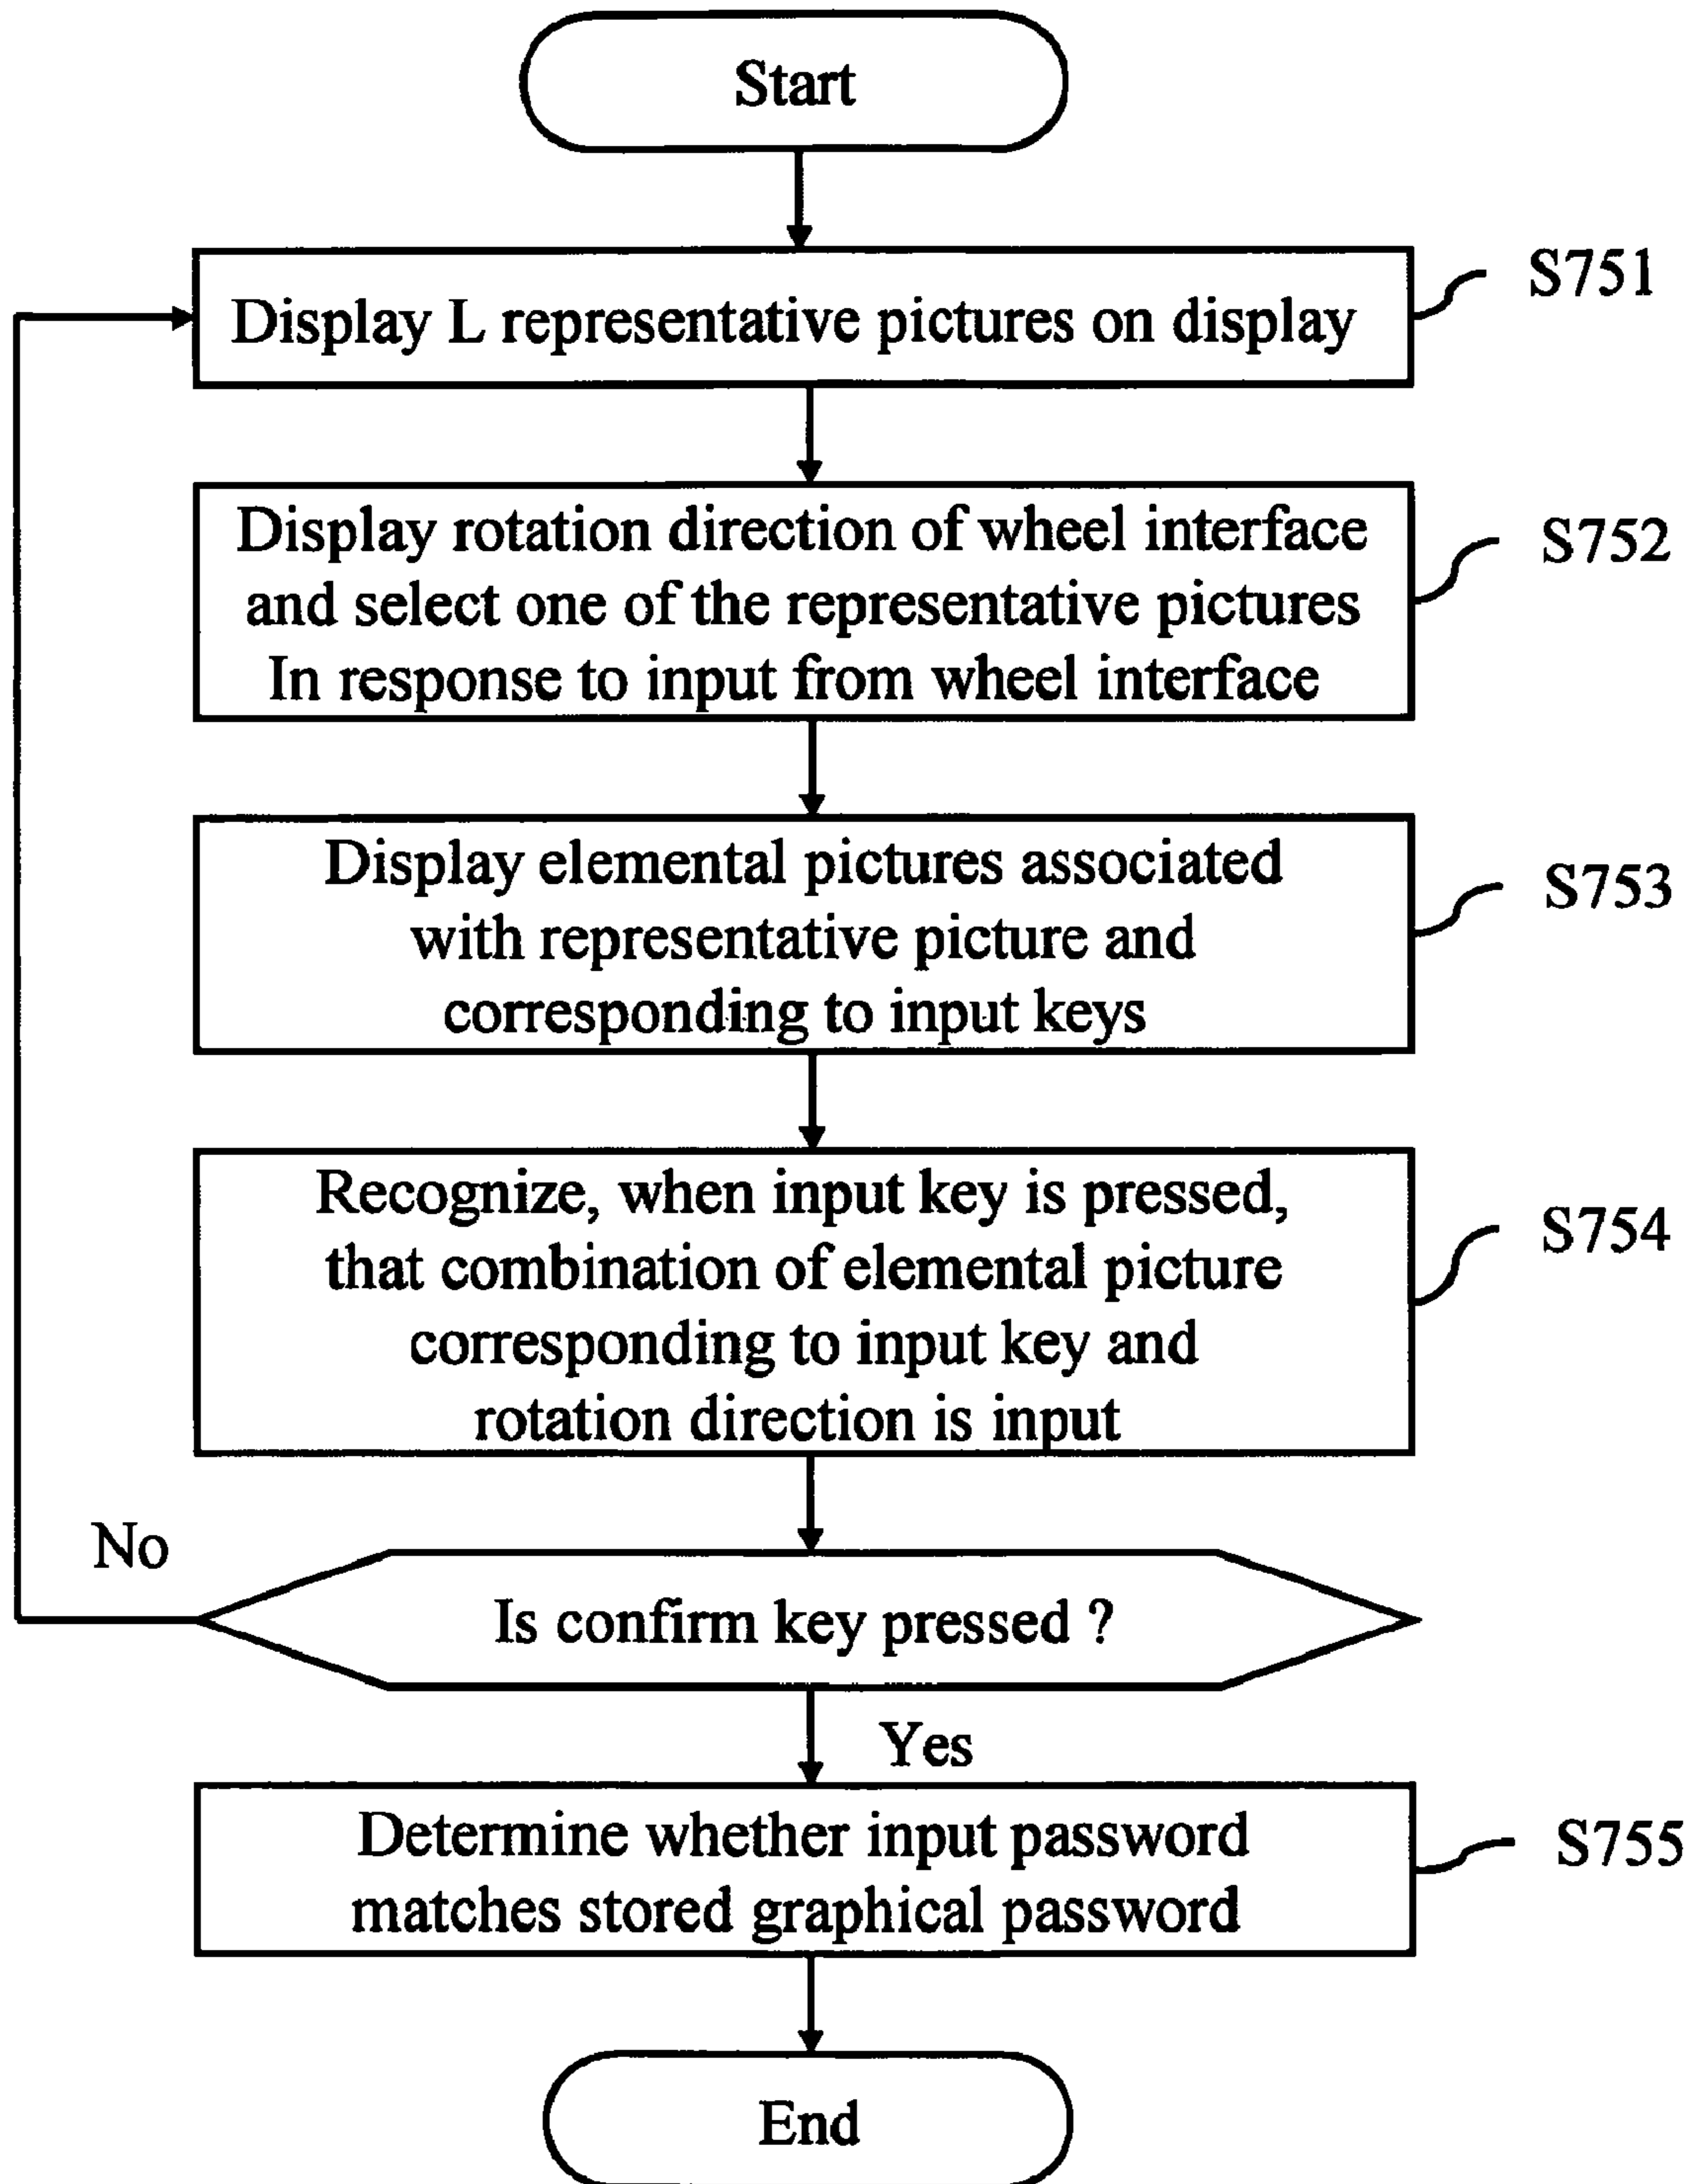 Start
Display L representative pictures on display
S751
Display rotation direction of wheel interface
and select one of the representative pictures
In response to input from wheel interface
S752
Display elemental pictures associated
with representative picture and
corresponding to input keys
S753
Recognize, when input key is pressed,
that combination of elemental picture
corresponding to input key and
rotation direction is input
S754
No
Is confirm key pressed ?
Yes
Determine whether input password
matches stored graphical password
S755
End